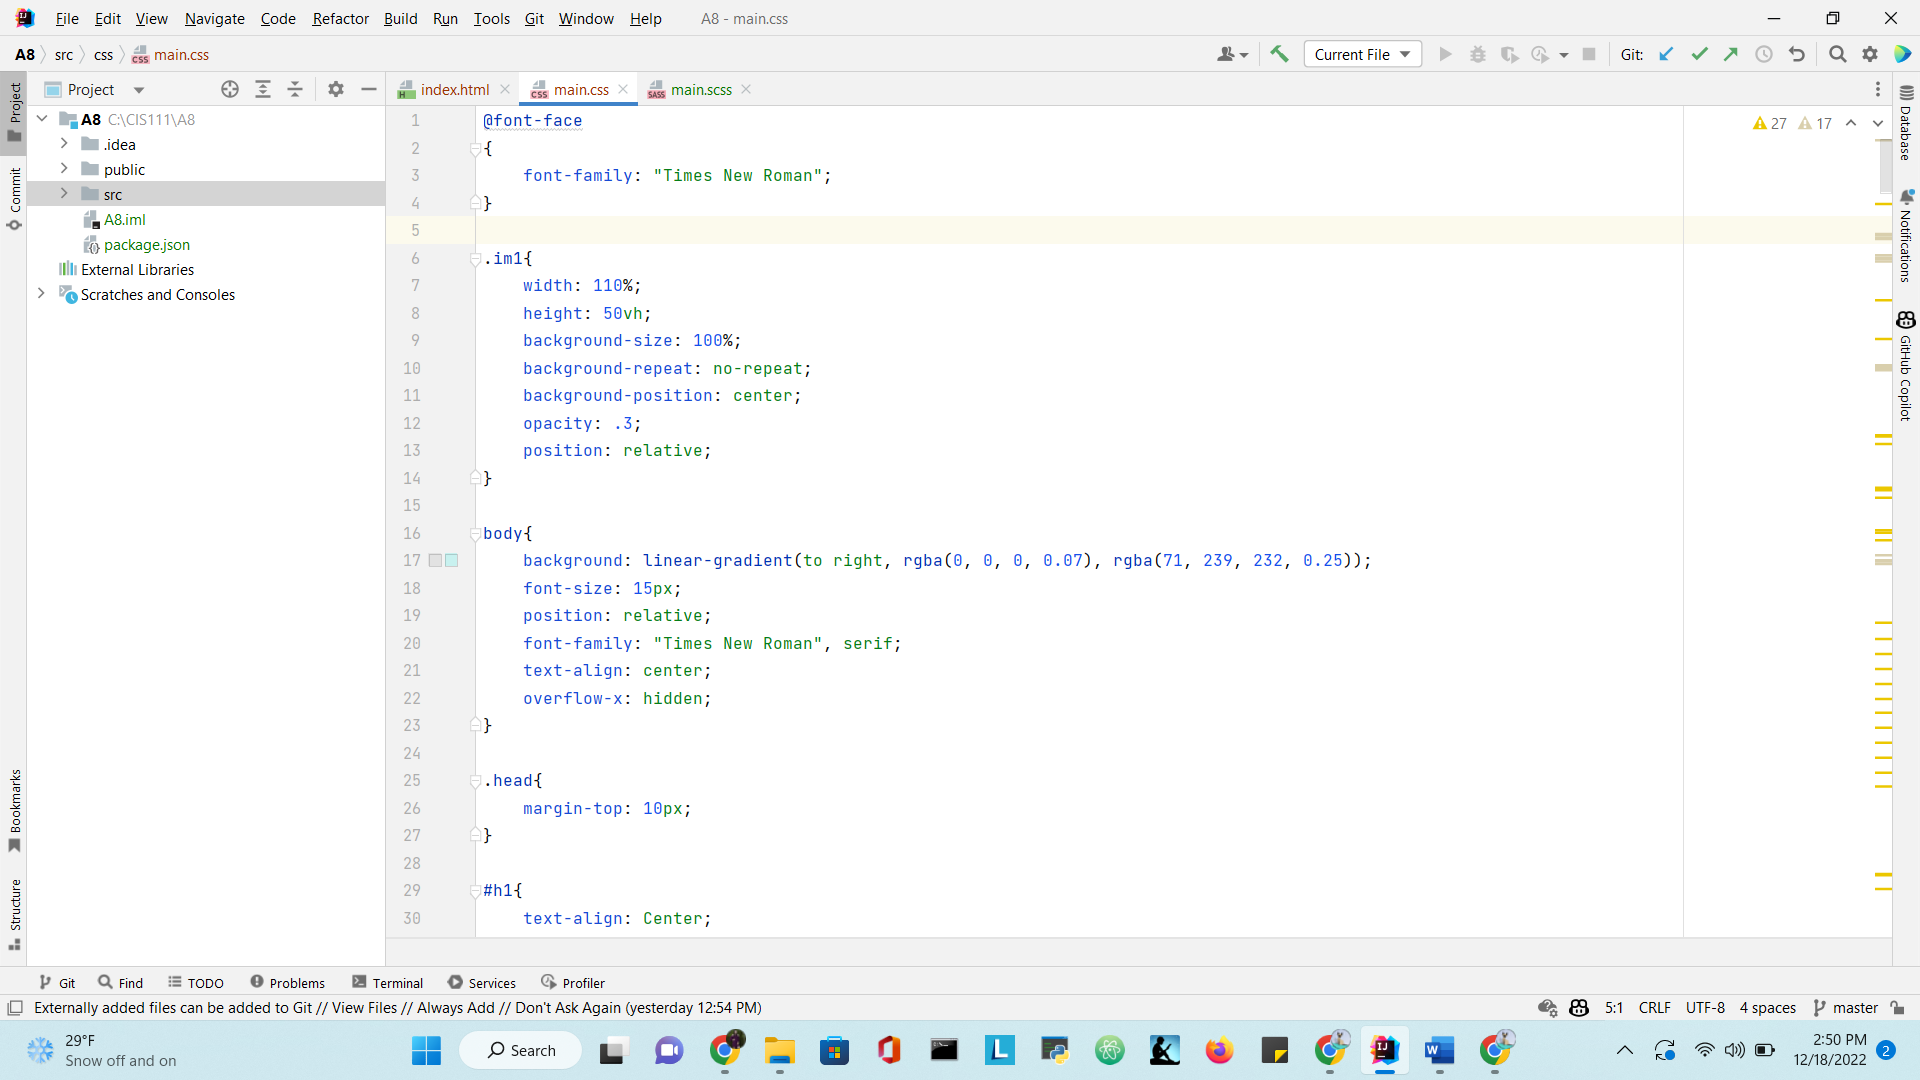 File Edit View Navigate Code Refactor Build Run Tools Git Window Help A8 - main.css
A8 src css main.css Current File Git:
Project
index.html main.css main.scss
A8 C:\CIS111\A8
.idea
public
src
A8.iml
package.json
External Libraries
Scratches and Consoles
Project
Commit
Bookmarks
Structure
27 17
1 @font-face
2 {
3 font-family: "Times New Roman";
4 }
5
6 .im1{
7 width: 110%;
8 height: 50vh;
9 background-size: 100%;
10 background-repeat: no-repeat;
11 background-position: center;
12 opacity: .3;
13 position: relative;
14 }
15
16 body{
17 background: linear-gradient(to right, rgba(0, 0, 0, 0.07), rgba(71, 239, 232, 0.25));
18 font-size: 15px;
19 position: relative;
20 font-family: "Times New Roman", serif;
21 text-align: center;
22 overflow-x: hidden;
23 }
24
25 .head{
26 margin-top: 10px;
27 }
28
29 #h1{
30 text-align: Center;
Database
Notifications
GitHub Copilot
Git Find TODO Problems Terminal Services Profiler
Externally added files can be added to Git // View Files // Always Add // Don't Ask Again (yesterday 12:54 PM) 5:1 CRLF UTF-8 4 spaces master
29°F
Snow off and on
Search
2:50 PM
12/18/2022
2